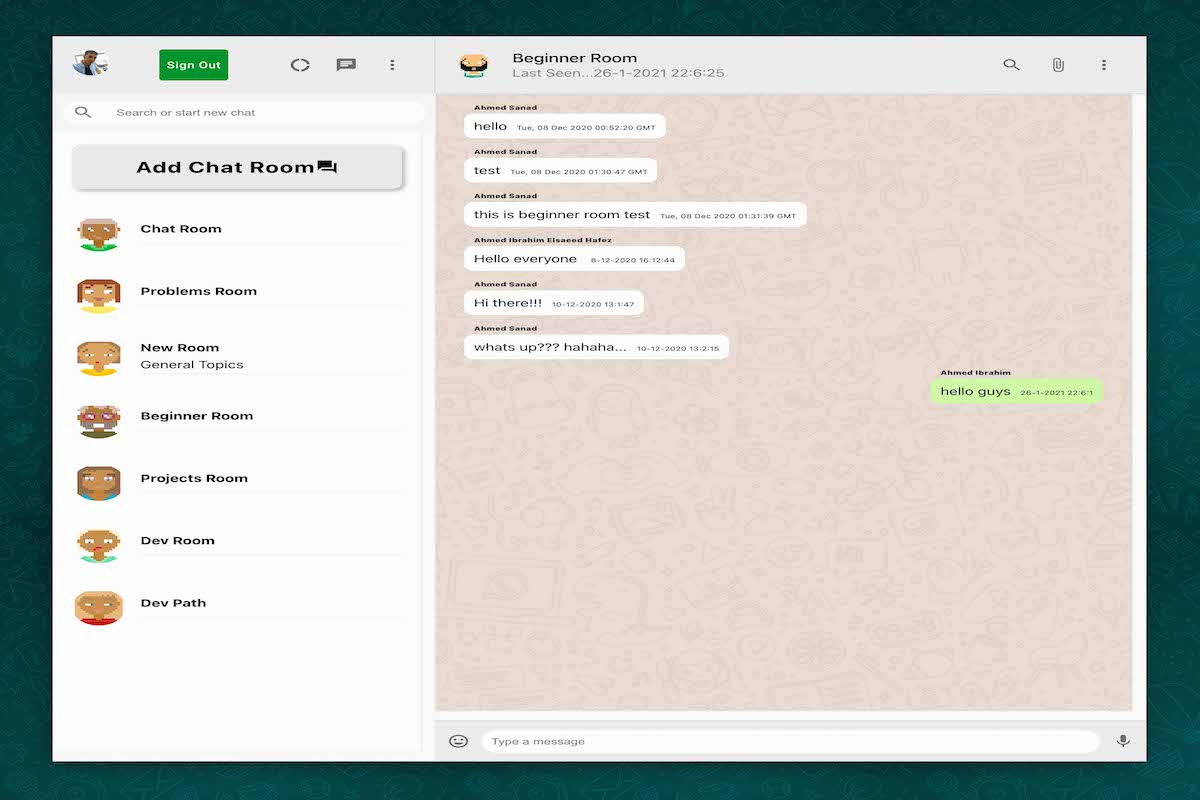 Sign Out
Search or start new chat
Add Chat Room
Chat Room
Problems Room
New Room
General Topics
Beginner Room
Projects Room
Dev Room
Dev Path
Beginner Room
Last Seen...26-1-2021 22:6:25
Ahmed Sanad
hello Tue, 08 Dec 2020 00:52:20 GMT
Ahmed Sanad
test Tue, 08 Dec 2020 01:30:47 GMT
Ahmed Sanad
this is beginner room test Tue, 08 Dec 2020 01:31:39 GMT
Ahmed Ibrahim Elsaeed Hafez
Hello everyone 8-12-2020 16:12:44
Ahmed Sanad
Hi there!!! 10-12-2020 13:1:47
Ahmed Sanad
whats up??? hahaha... 10-12-2020 13:2:15
Ahmed Ibrahim
hello guys 26-1-2021 22:6:1
Type a message